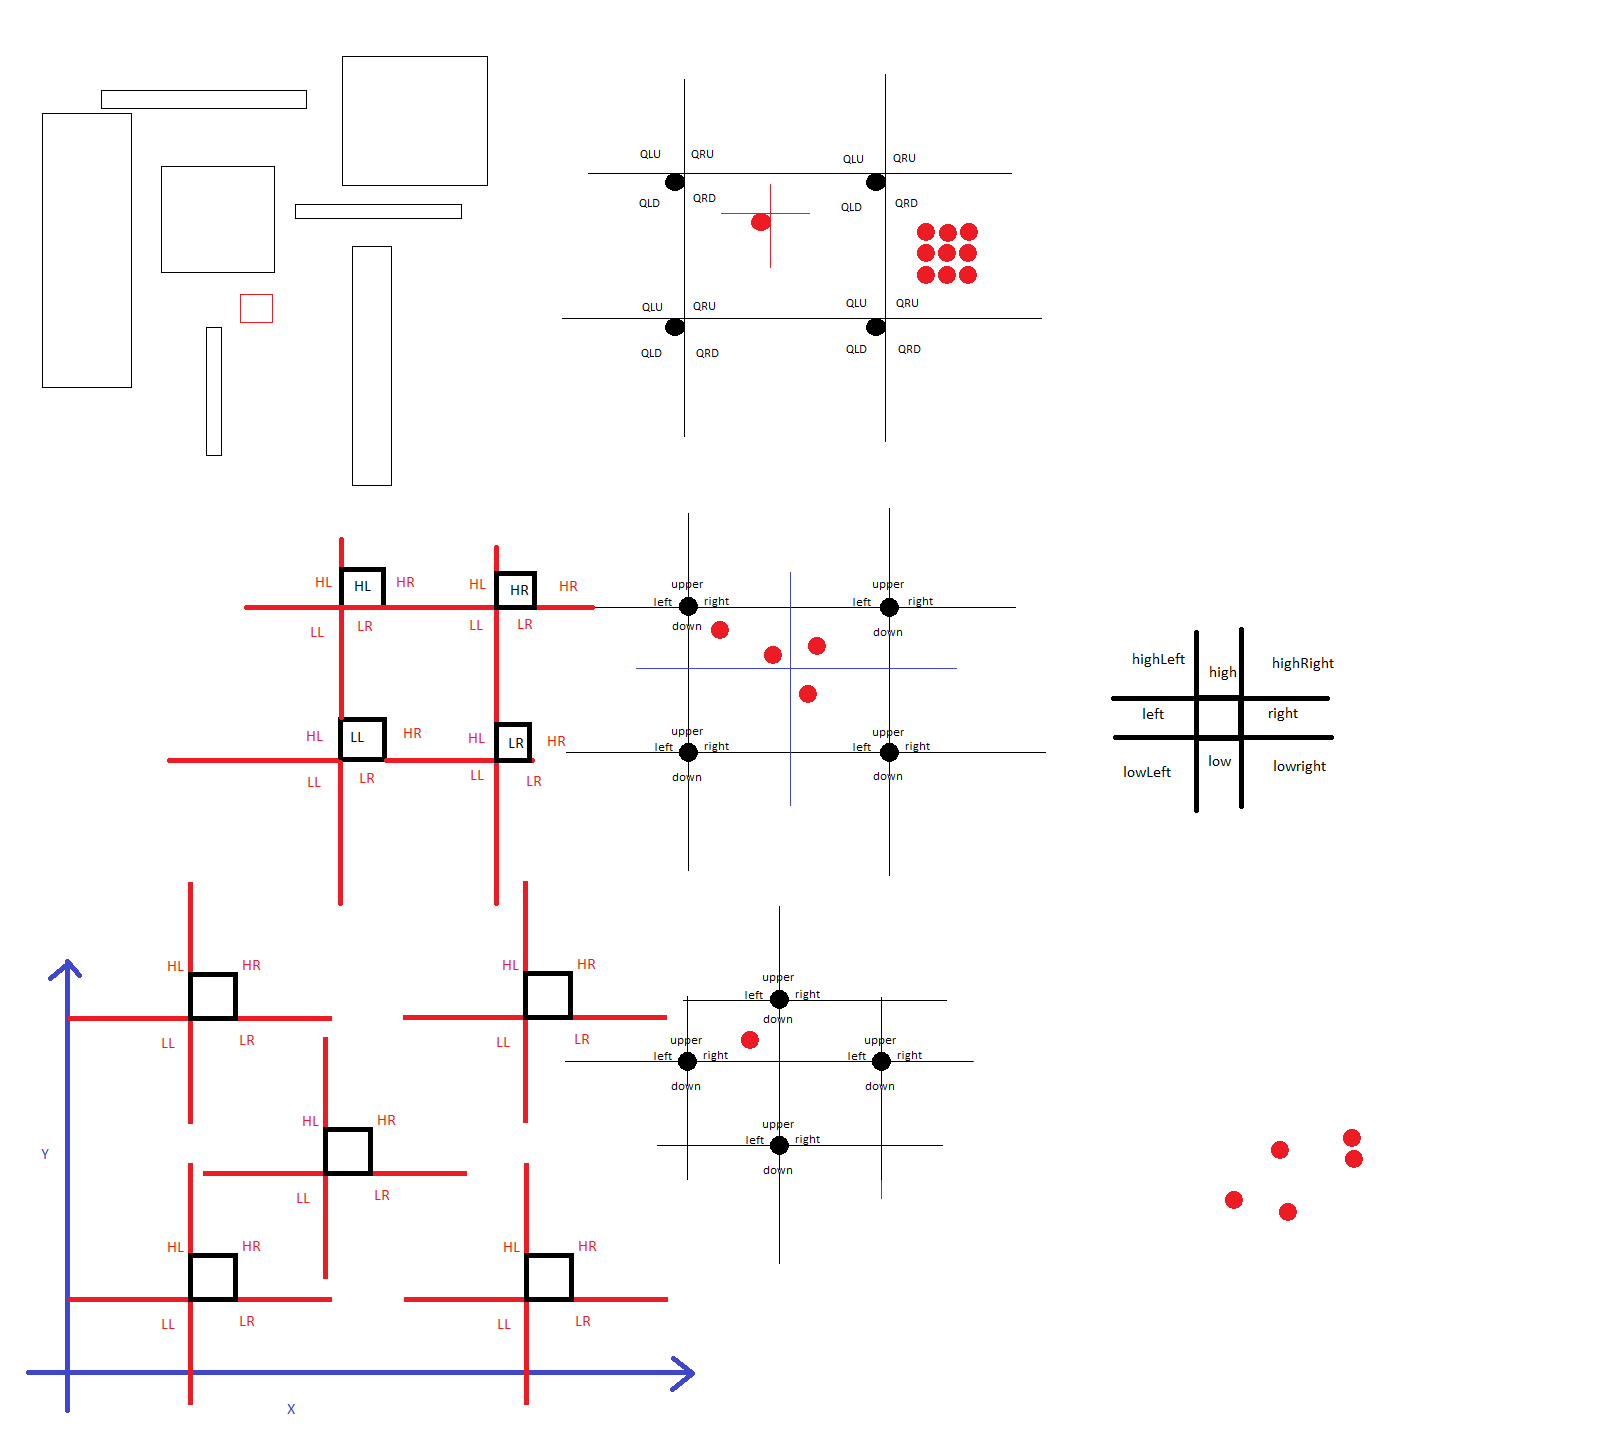 QLU QRU QLU QRU
QLD QRD QLD QRD
QLU QRU QLU QRU
QLD QRD QLD QRD
HL HL HR HL HR HR
LL LR LL LR
HL LL HR HL LR HR
LL LR LL LR
upper upper
left right left right
down down
upper upper
left right left right
down down
highLeft high highRight
left right
lowLeft low lowright
HL HR HL HR
LL LR LL LR
HL HR
LL LR
HL HR HL HR
LL LR LL LR
Y
X
upper
left right
down
upper upper
left right left right
down down
upper
left right
down